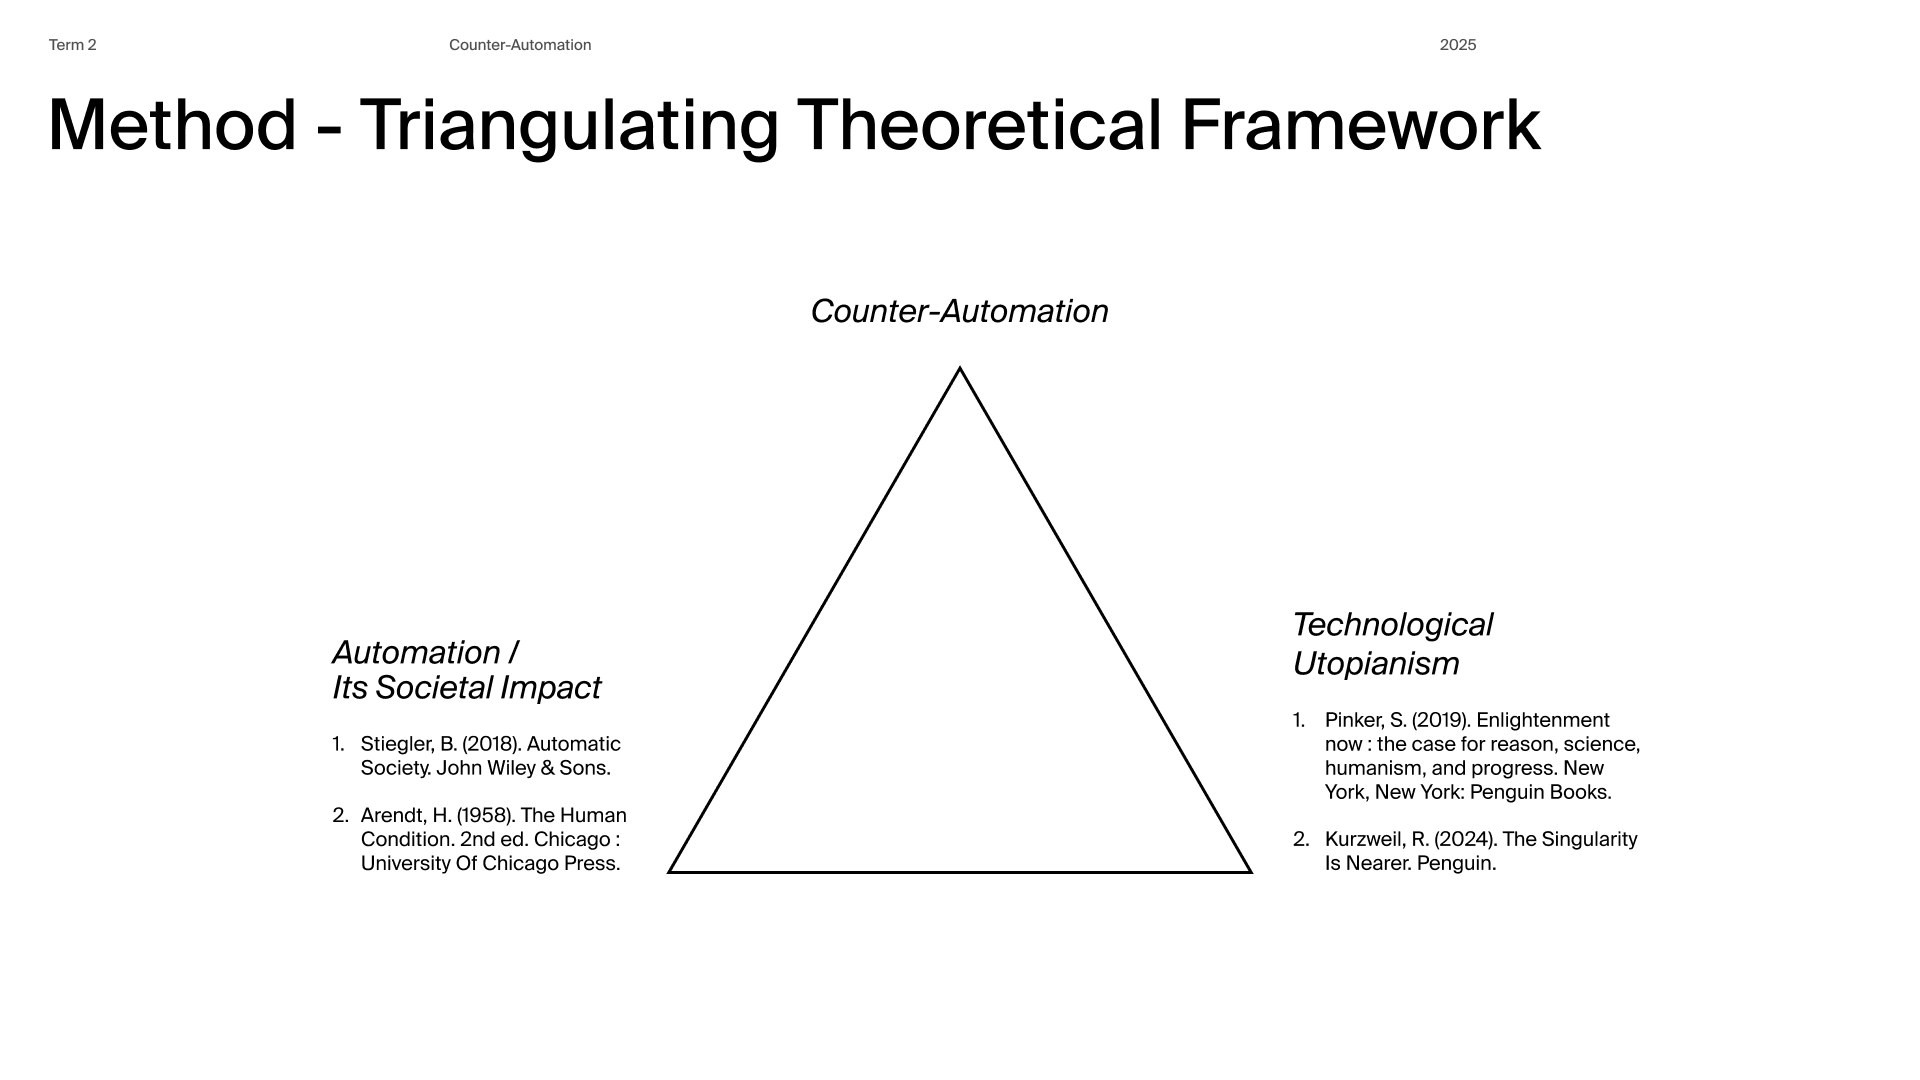 Term 2
Counter-Automation
2025
Method - Triangulating Theoretical Framework
Counter-Automation
Automation /
Its Societal Impact
1. Stiegler, B. (2018). Automatic
Society. John Wiley & Sons.
2. Arendt, H. (1958). The Human
Condition. 2nd ed. Chicago :
University Of Chicago Press.
Technological
Utopianism
1. Pinker, S. (2019). Enlightenment
now : the case for reason, science,
humanism, and progress. New
York, New York: Penguin Books.
2. Kurzweil, R. (2024). The Singularity
Is Nearer. Penguin.